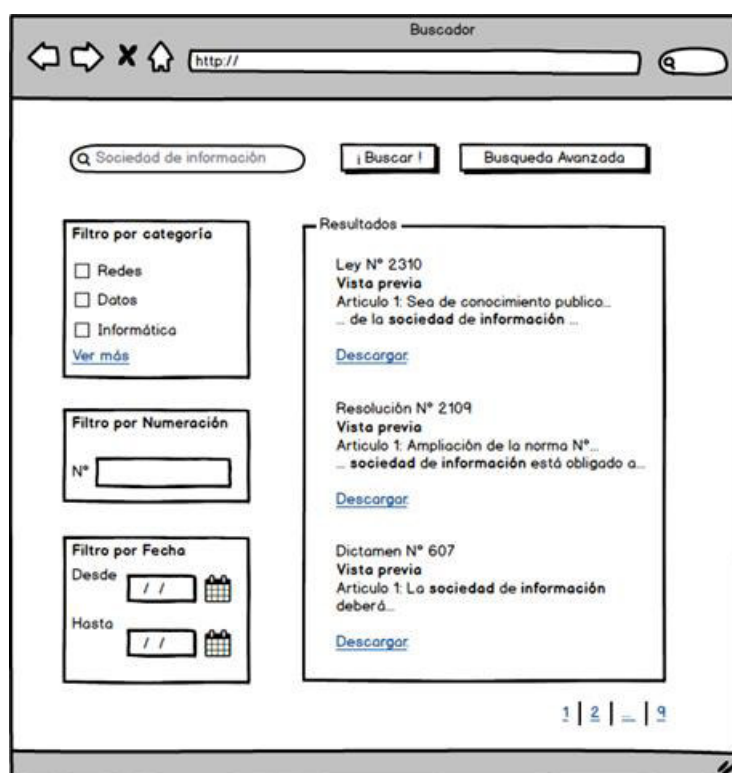 Buscador
http://
Sociedad de información
¡ Buscar !
Busqueda Avanzada
Filtro por categoría
Redes
Datos
Informática
Ver más
Filtro por Numeración
N°
Filtro por Fecha
Desde
/ /
Hasta
/ /
Resultados
Ley N° 2310
Vista previa
Articulo 1: Sea de conocimiento publico...
... de la sociedad de información ...
Descargar
Resolución N° 2109
Vista previa
Articulo 1: Ampliación de la norma N°...
... sociedad de información está obligado a...
Descargar
Dictamen N° 607
Vista previa
Articulo 1: La sociedad de información
deberá...
Descargar
1 | 2 | ... | 9